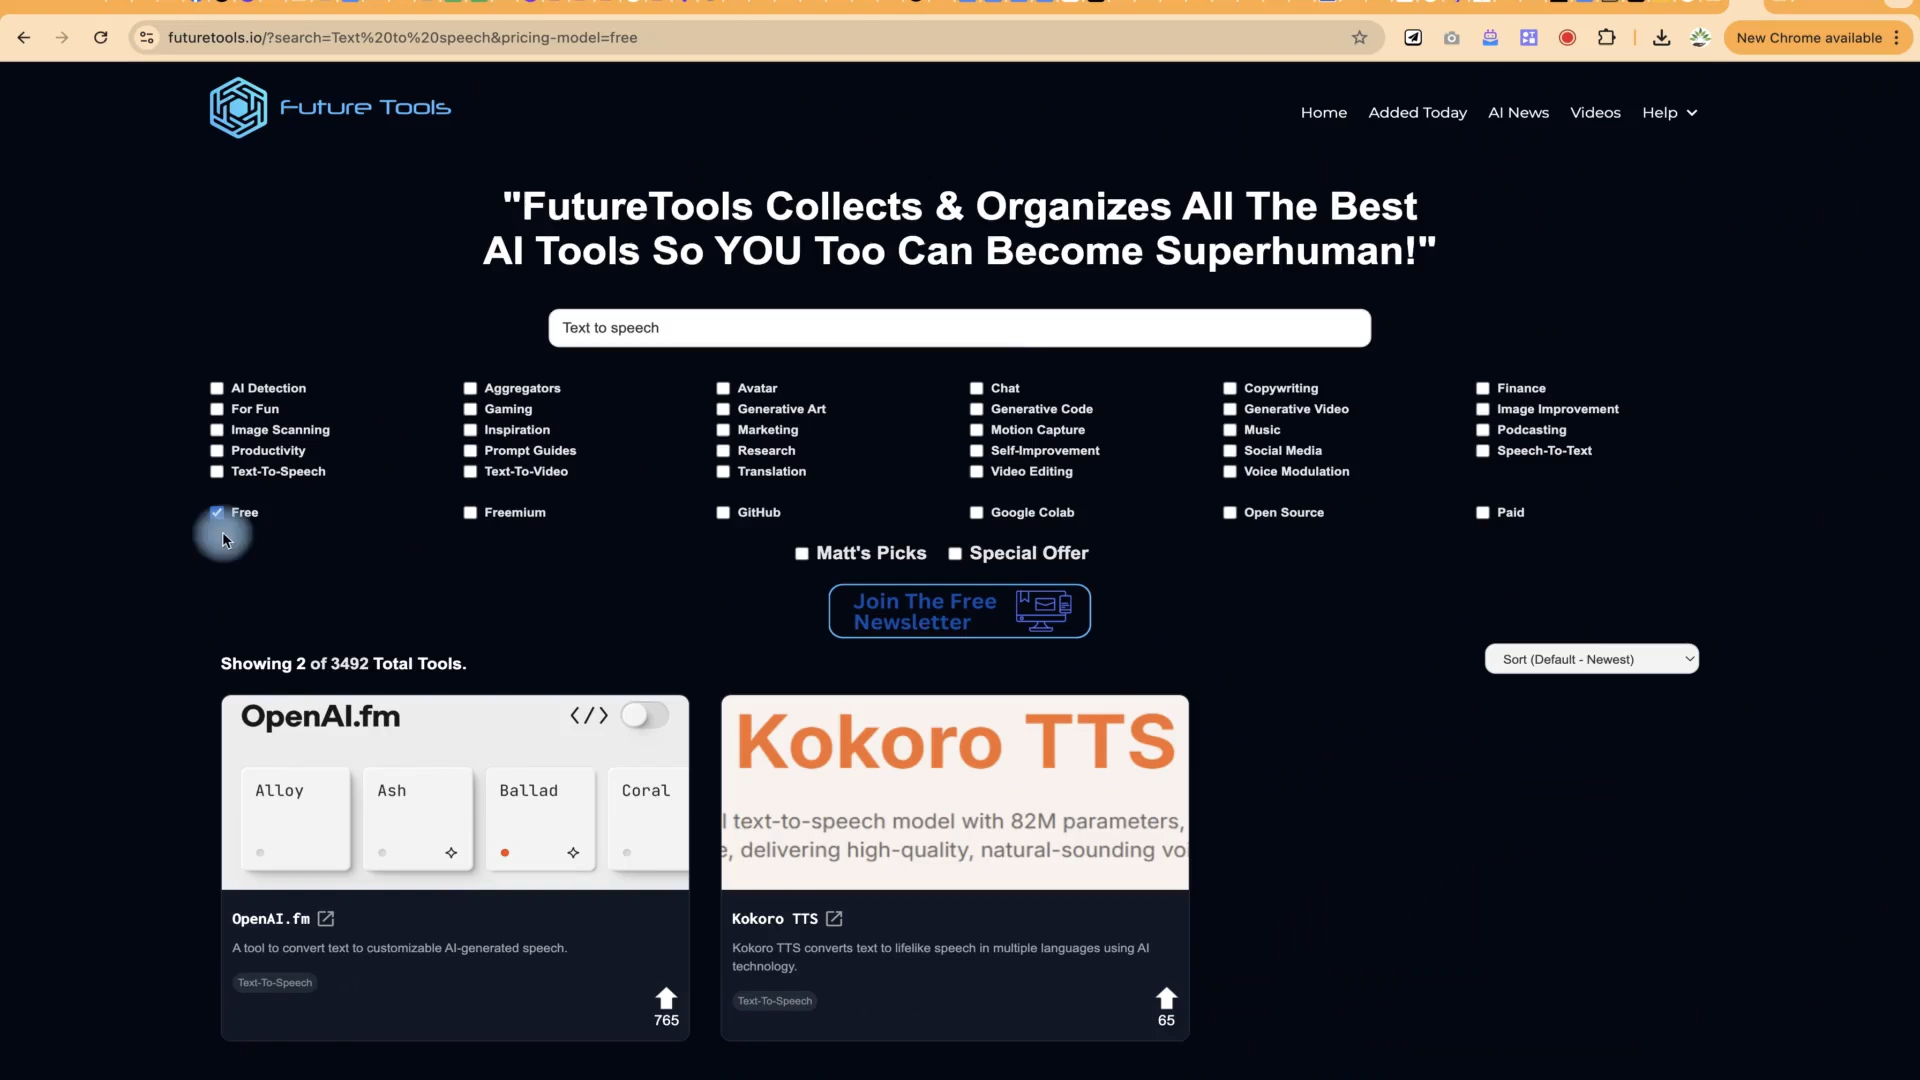 futuretools.io/?search=Text%20to%20speech&pricing-model=free
New Chrome available
Future Tools
Home
Added Today
AI News
Videos
Help
"FutureTools Collects & Organizes All The Best
AI Tools So YOU Too Can Become Superhuman!"
Text to speech
AI Detection
Aggregators
Avatar
Chat
Copywriting
Finance
For Fun
Gaming
Generative Art
Generative Code
Generative Video
Image Improvement
Image Scanning
Inspiration
Marketing
Motion Capture
Music
Podcasting
Productivity
Prompt Guides
Research
Self-Improvement
Social Media
Speech-To-Text
Text-To-Speech
Text-To-Video
Translation
Video Editing
Voice Modulation
Free
Freemium
GitHub
Google Colab
Open Source
Paid
Matt's Picks
Special Offer
Join The Free
Newsletter
Showing 2 of 3492 Total Tools.
Sort (Default - Newest)
OpenAI.fm
</>
Alloy
Ash
Ballad
Coral
OpenAI.fm
A tool to convert text to customizable AI-generated speech.
Text-To-Speech
765
Kokoro TTS
text-to-speech model with 82M parameters,
, delivering high-quality, natural-sounding
Kokoro TTS
Kokoro TTS converts text to lifelike speech in multiple languages using AI
technology.
Text-To-Speech
65